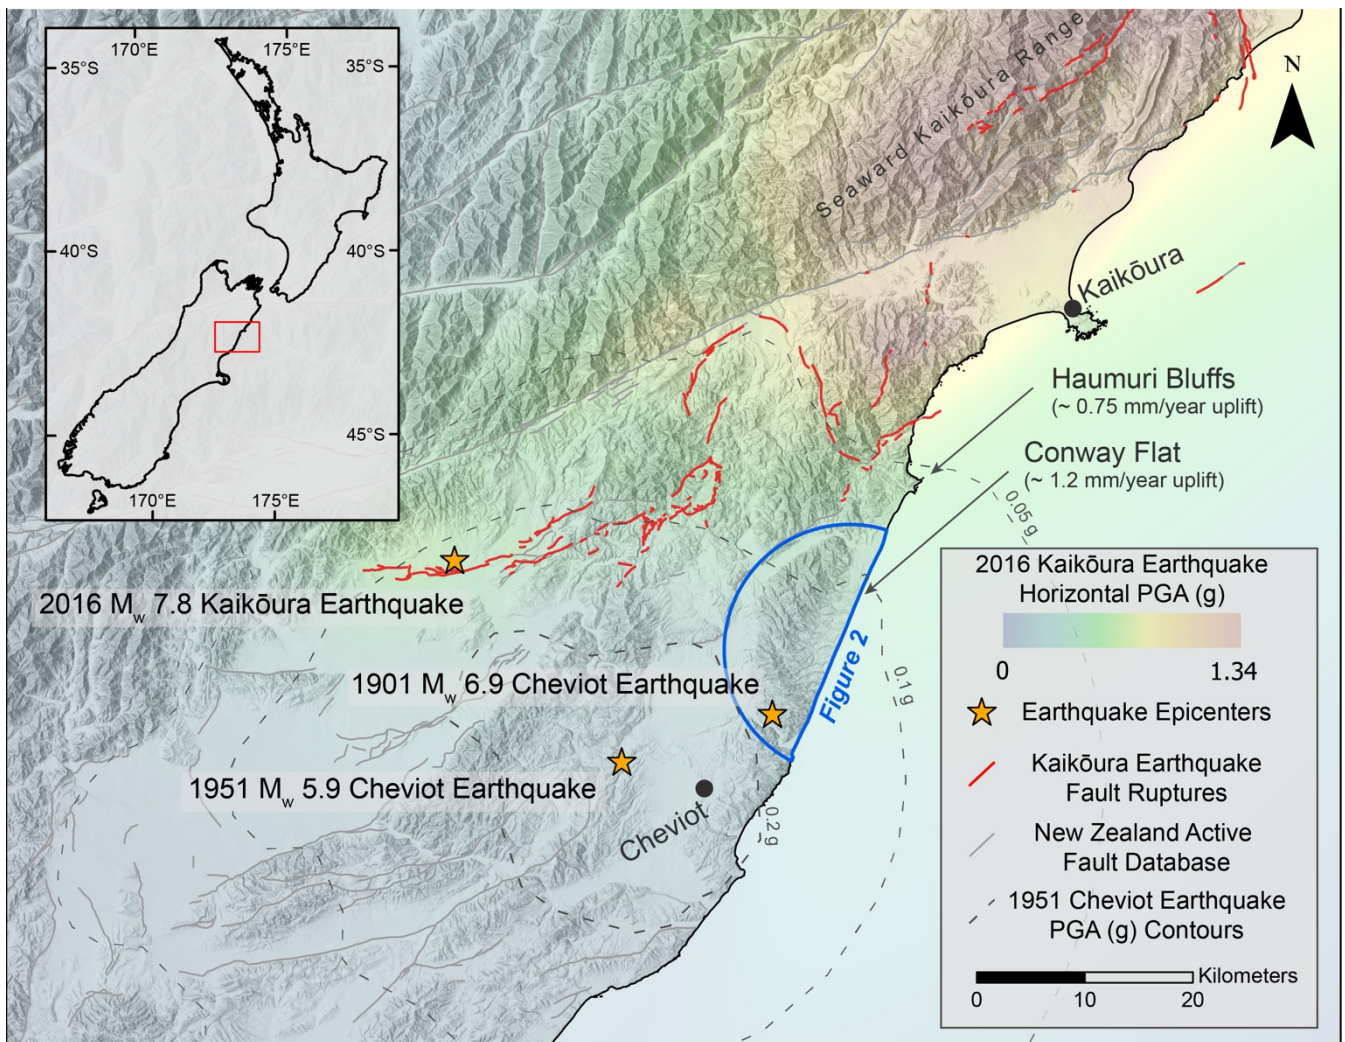 170°E
175°E
35°S
35°S
40°S
40°S
45°S
170°E
175°E
Seaward Kaikōura Range
N
Kaikōura
Haumuri Bluffs
(~ 0.75 mm/year uplift)
Conway Flat
(~ 1.2 mm/year uplift)
0.05 g
2016 Mw 7.8 Kaikōura Earthquake
1901 Mw 6.9 Cheviot Earthquake
Figure 2
0.1 g
1951 Mw 5.9 Cheviot Earthquake
Cheviot
0.2 g
2016 Kaikōura Earthquake
Horizontal PGA (g)
0
1.34
Earthquake Epicenters
Kaikōura Earthquake
Fault Ruptures
New Zealand Active
Fault Database
1951 Cheviot Earthquake
PGA (g) Contours
Kilometers
0
10
20